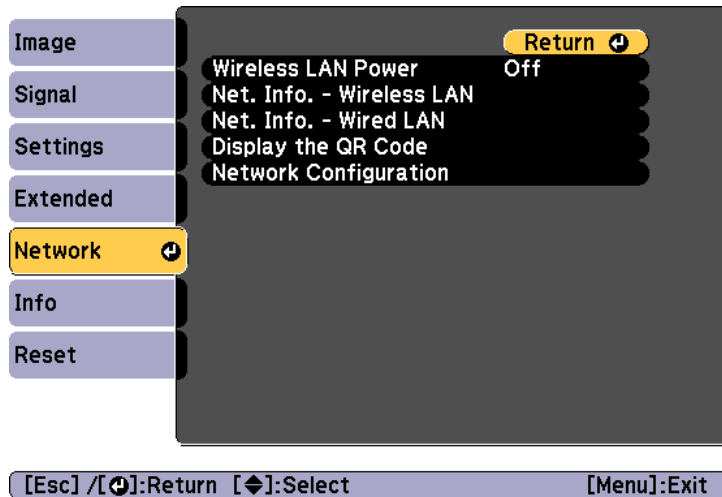 Image
Signal
Settings
Extended
Network
Info
Reset
Return
Wireless LAN Power Off
Net. Info. - Wireless LAN
Net. Info. - Wired LAN
Display the QR Code
Network Configuration
[Esc] /[⏎]:Return [◆]:Select [Menu]:Exit